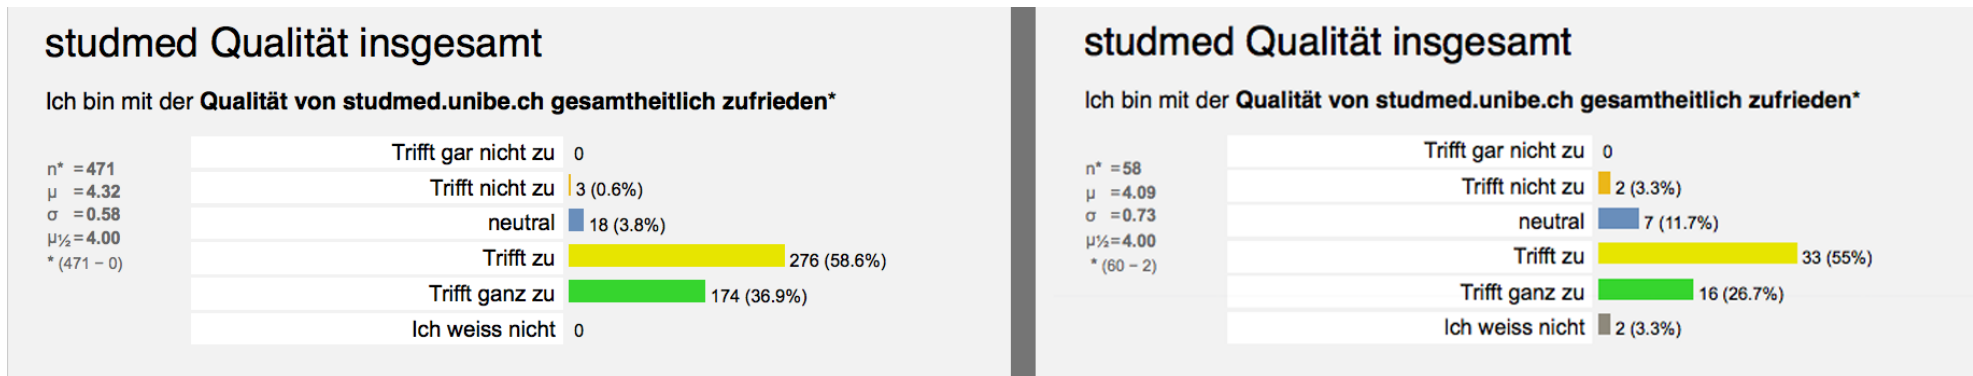 studmed Qualität insgesamt
Ich bin mit der Qualität von studmed.unibe.ch gesamtheitlich zufrieden*
n* =471
μ =4.32
σ =0.58
μ½=4.00
* (471 − 0)
Trifft gar nicht zu 0
Trifft nicht zu 3 (0.6%)
neutral 18 (3.8%)
Trifft zu 276 (58.6%)
Trifft ganz zu 174 (36.9%)
Ich weiss nicht 0
studmed Qualität insgesamt
Ich bin mit der Qualität von studmed.unibe.ch gesamtheitlich zufrieden*
n* =58
μ =4.09
σ =0.73
μ½=4.00
* (60 − 2)
Trifft gar nicht zu 0
Trifft nicht zu 2 (3.3%)
neutral 7 (11.7%)
Trifft zu 33 (55%)
Trifft ganz zu 16 (26.7%)
Ich weiss nicht 2 (3.3%)